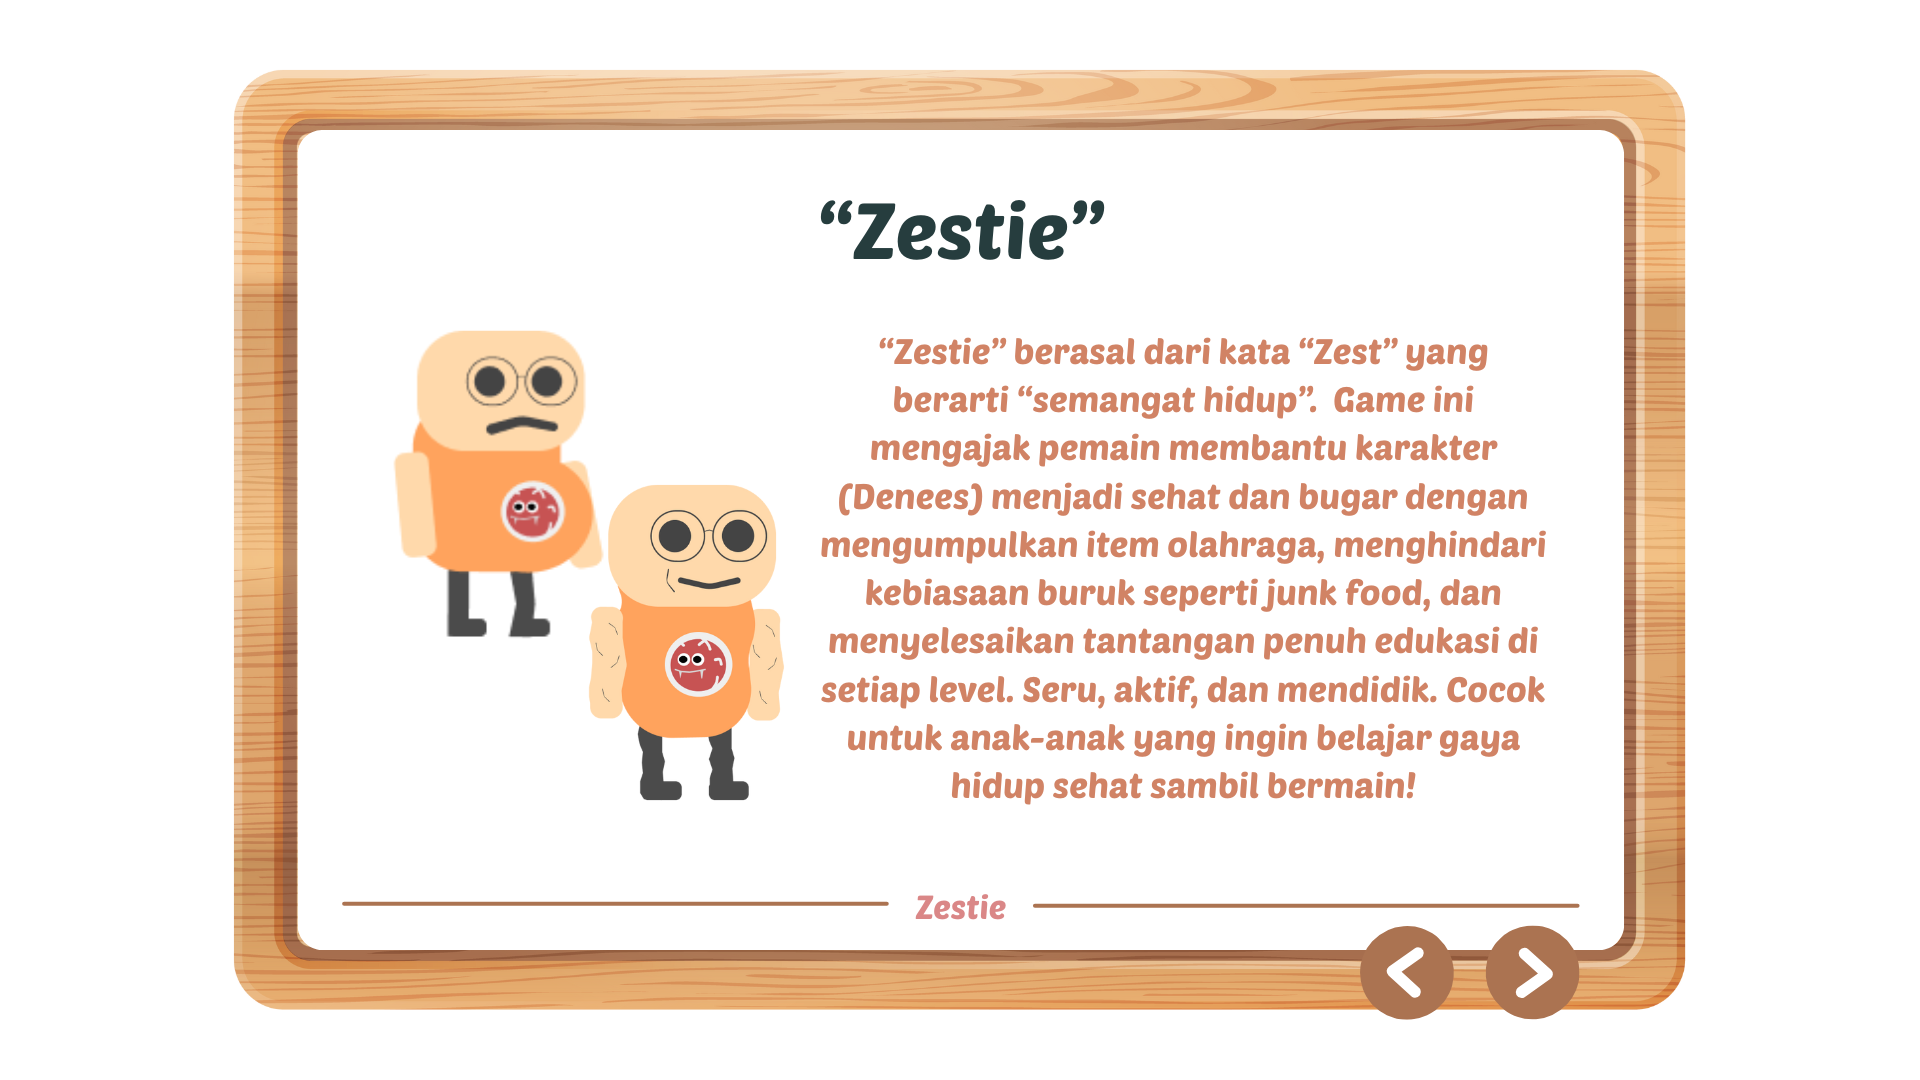 “Zestie”
“Zestie” berasal dari kata “Zest” yang
berarti “semangat hidup”.  Game ini
mengajak pemain membantu karakter
(Denees) menjadi sehat dan bugar dengan
mengumpulkan item olahraga, menghindari
kebiasaan buruk seperti junk food, dan
menyelesaikan tantangan penuh edukasi di
setiap level. Seru, aktif, dan mendidik. Cocok
untuk anak-anak yang ingin belajar gaya
hidup sehat sambil bermain!
Zestie